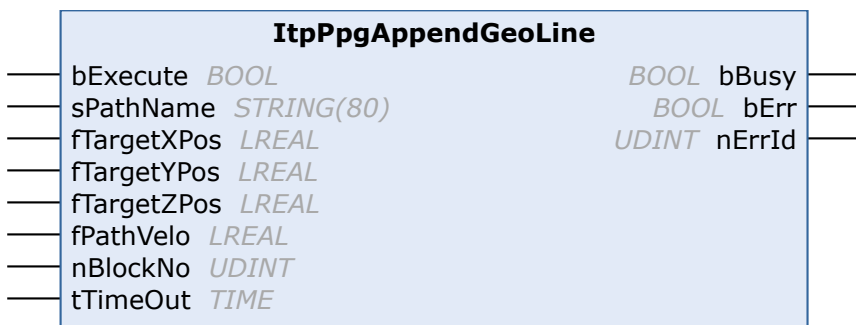 ItpPpgAppendGeoLine
bExecute BOOL BOOL bBusy
sPathName STRING(80) BOOL bErr
fTargetXPos LREAL UDINT nErrId
fTargetYPos LREAL
fTargetZPos LREAL
fPathVelo LREAL
nBlockNo UDINT
tTimeOut TIME